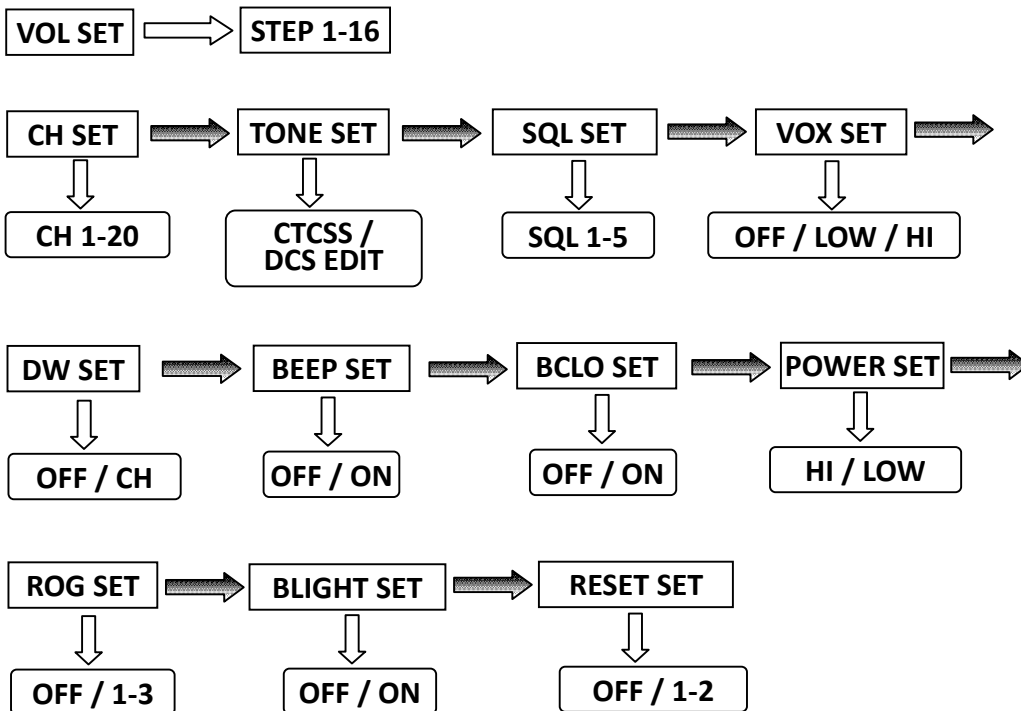 VOL SET
STEP 1-16
CH SET
TONE SET
SQL SET
VOX SET
CH 1-20
CTCSS /
DCS EDIT
SQL 1-5
OFF / LOW / HI
DW SET
BEEP SET
BCLO SET
POWER SET
OFF / CH
OFF / ON
OFF / ON
HI / LOW
ROG SET
BLIGHT SET
RESET SET
OFF / 1-3
OFF / ON
OFF / 1-2